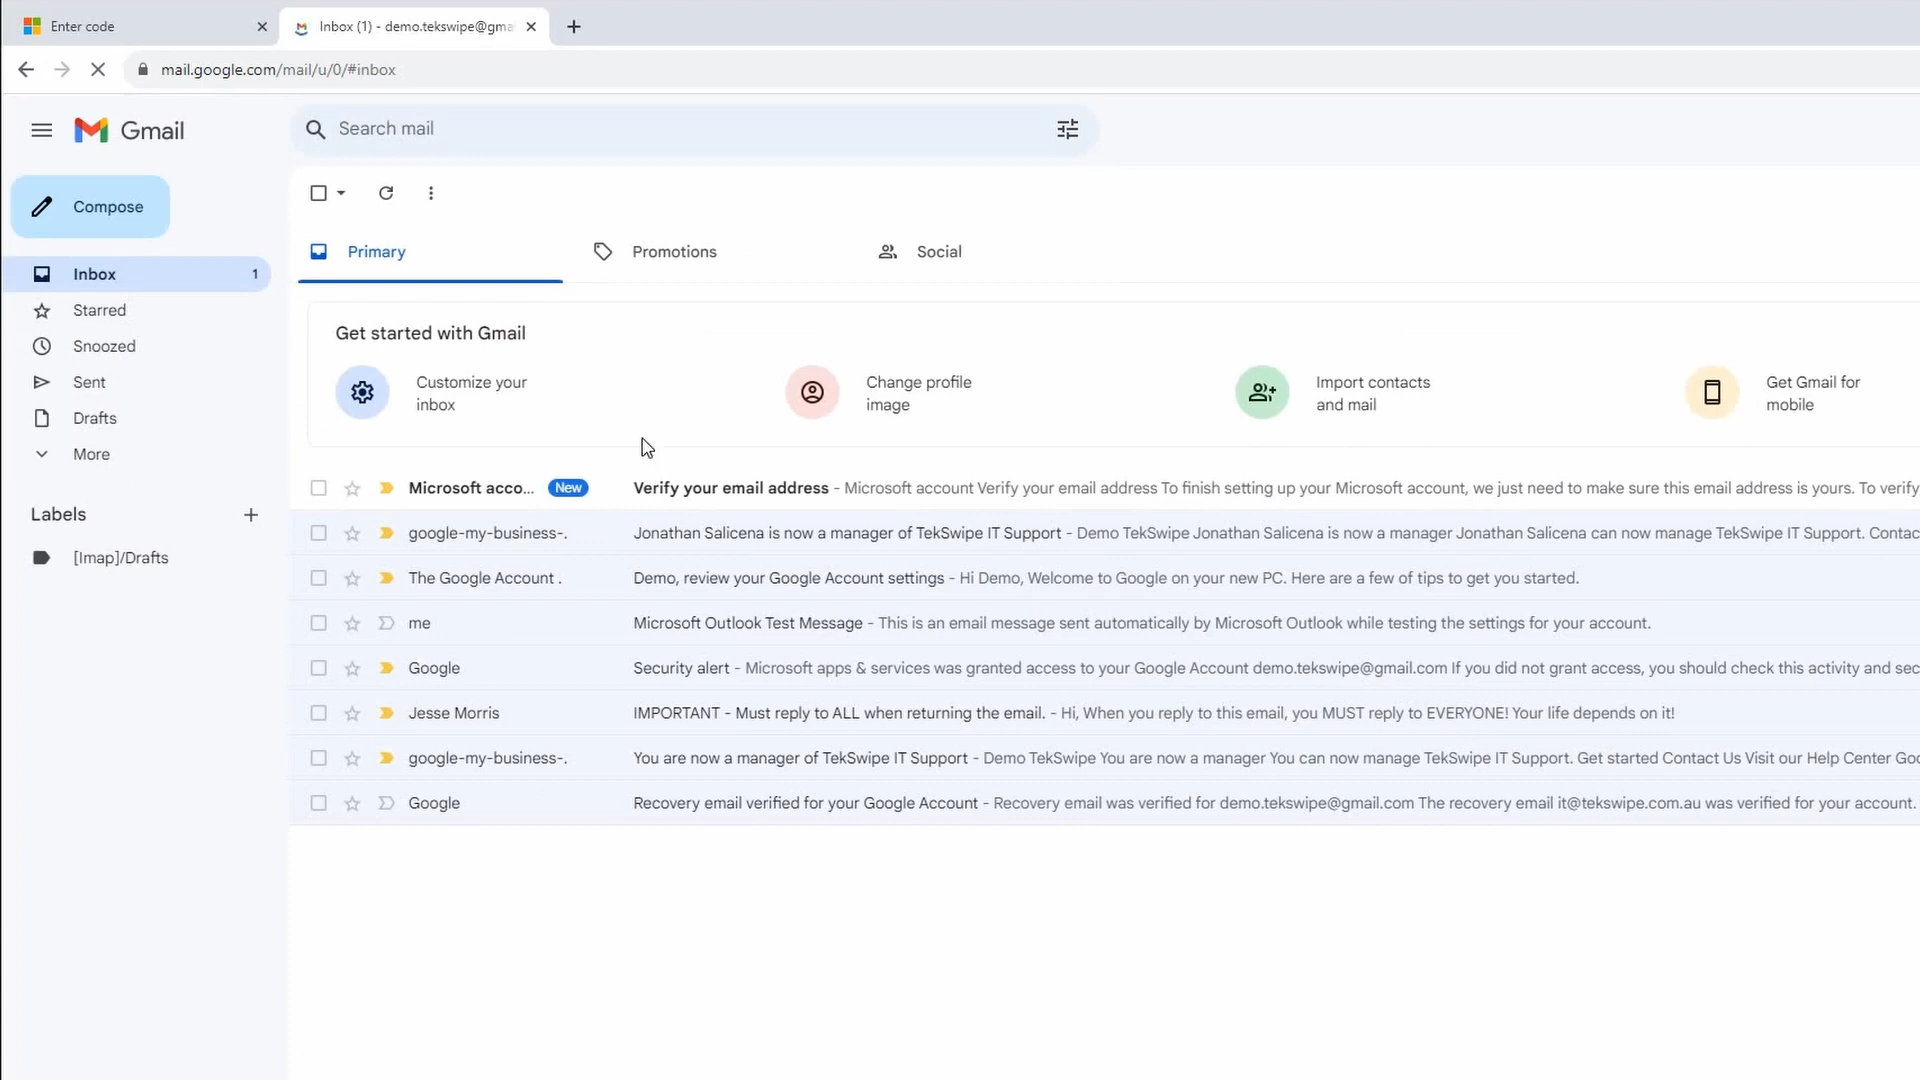 Enter code
Inbox (1) - demo.tekswipe@gma
mail.google.com/mail/u/0/#inbox
Gmail
Search mail
Compose
Inbox 1
Starred
Snoozed
Sent
Drafts
More
Labels
[Imap]/Drafts
Primary
Promotions
Social
Get started with Gmail
Customize your
inbox
Change profile
image
Import contacts
and mail
Get Gmail for
mobile
Microsoft acco... New Verify your email address - Microsoft account Verify your email address To finish setting up your Microsoft account, we just need to make sure this email address is yours. To verify
google-my-business-. Jonathan Salicena is now a manager of TekSwipe IT Support - Demo TekSwipe Jonathan Salicena is now a manager Jonathan Salicena can now manage TekSwipe IT Support. Contac
The Google Account . Demo, review your Google Account settings - Hi Demo, Welcome to Google on your new PC. Here are a few of tips to get you started.
me Microsoft Outlook Test Message - This is an email message sent automatically by Microsoft Outlook while testing the settings for your account.
Google Security alert - Microsoft apps & services was granted access to your Google Account demo.tekswipe@gmail.com If you did not grant access, you should check this activity and sec
Jesse Morris IMPORTANT - Must reply to ALL when returning the email. - Hi, When you reply to this email, you MUST reply to EVERYONE! Your life depends on it!
google-my-business-. You are now a manager of TekSwipe IT Support - Demo TekSwipe You are now a manager You can now manage TekSwipe IT Support. Get started Contact Us Visit our Help Center Goo
Google Recovery email verified for your Google Account - Recovery email was verified for demo.tekswipe@gmail.com The recovery email it@tekswipe.com.au was verified for your account.